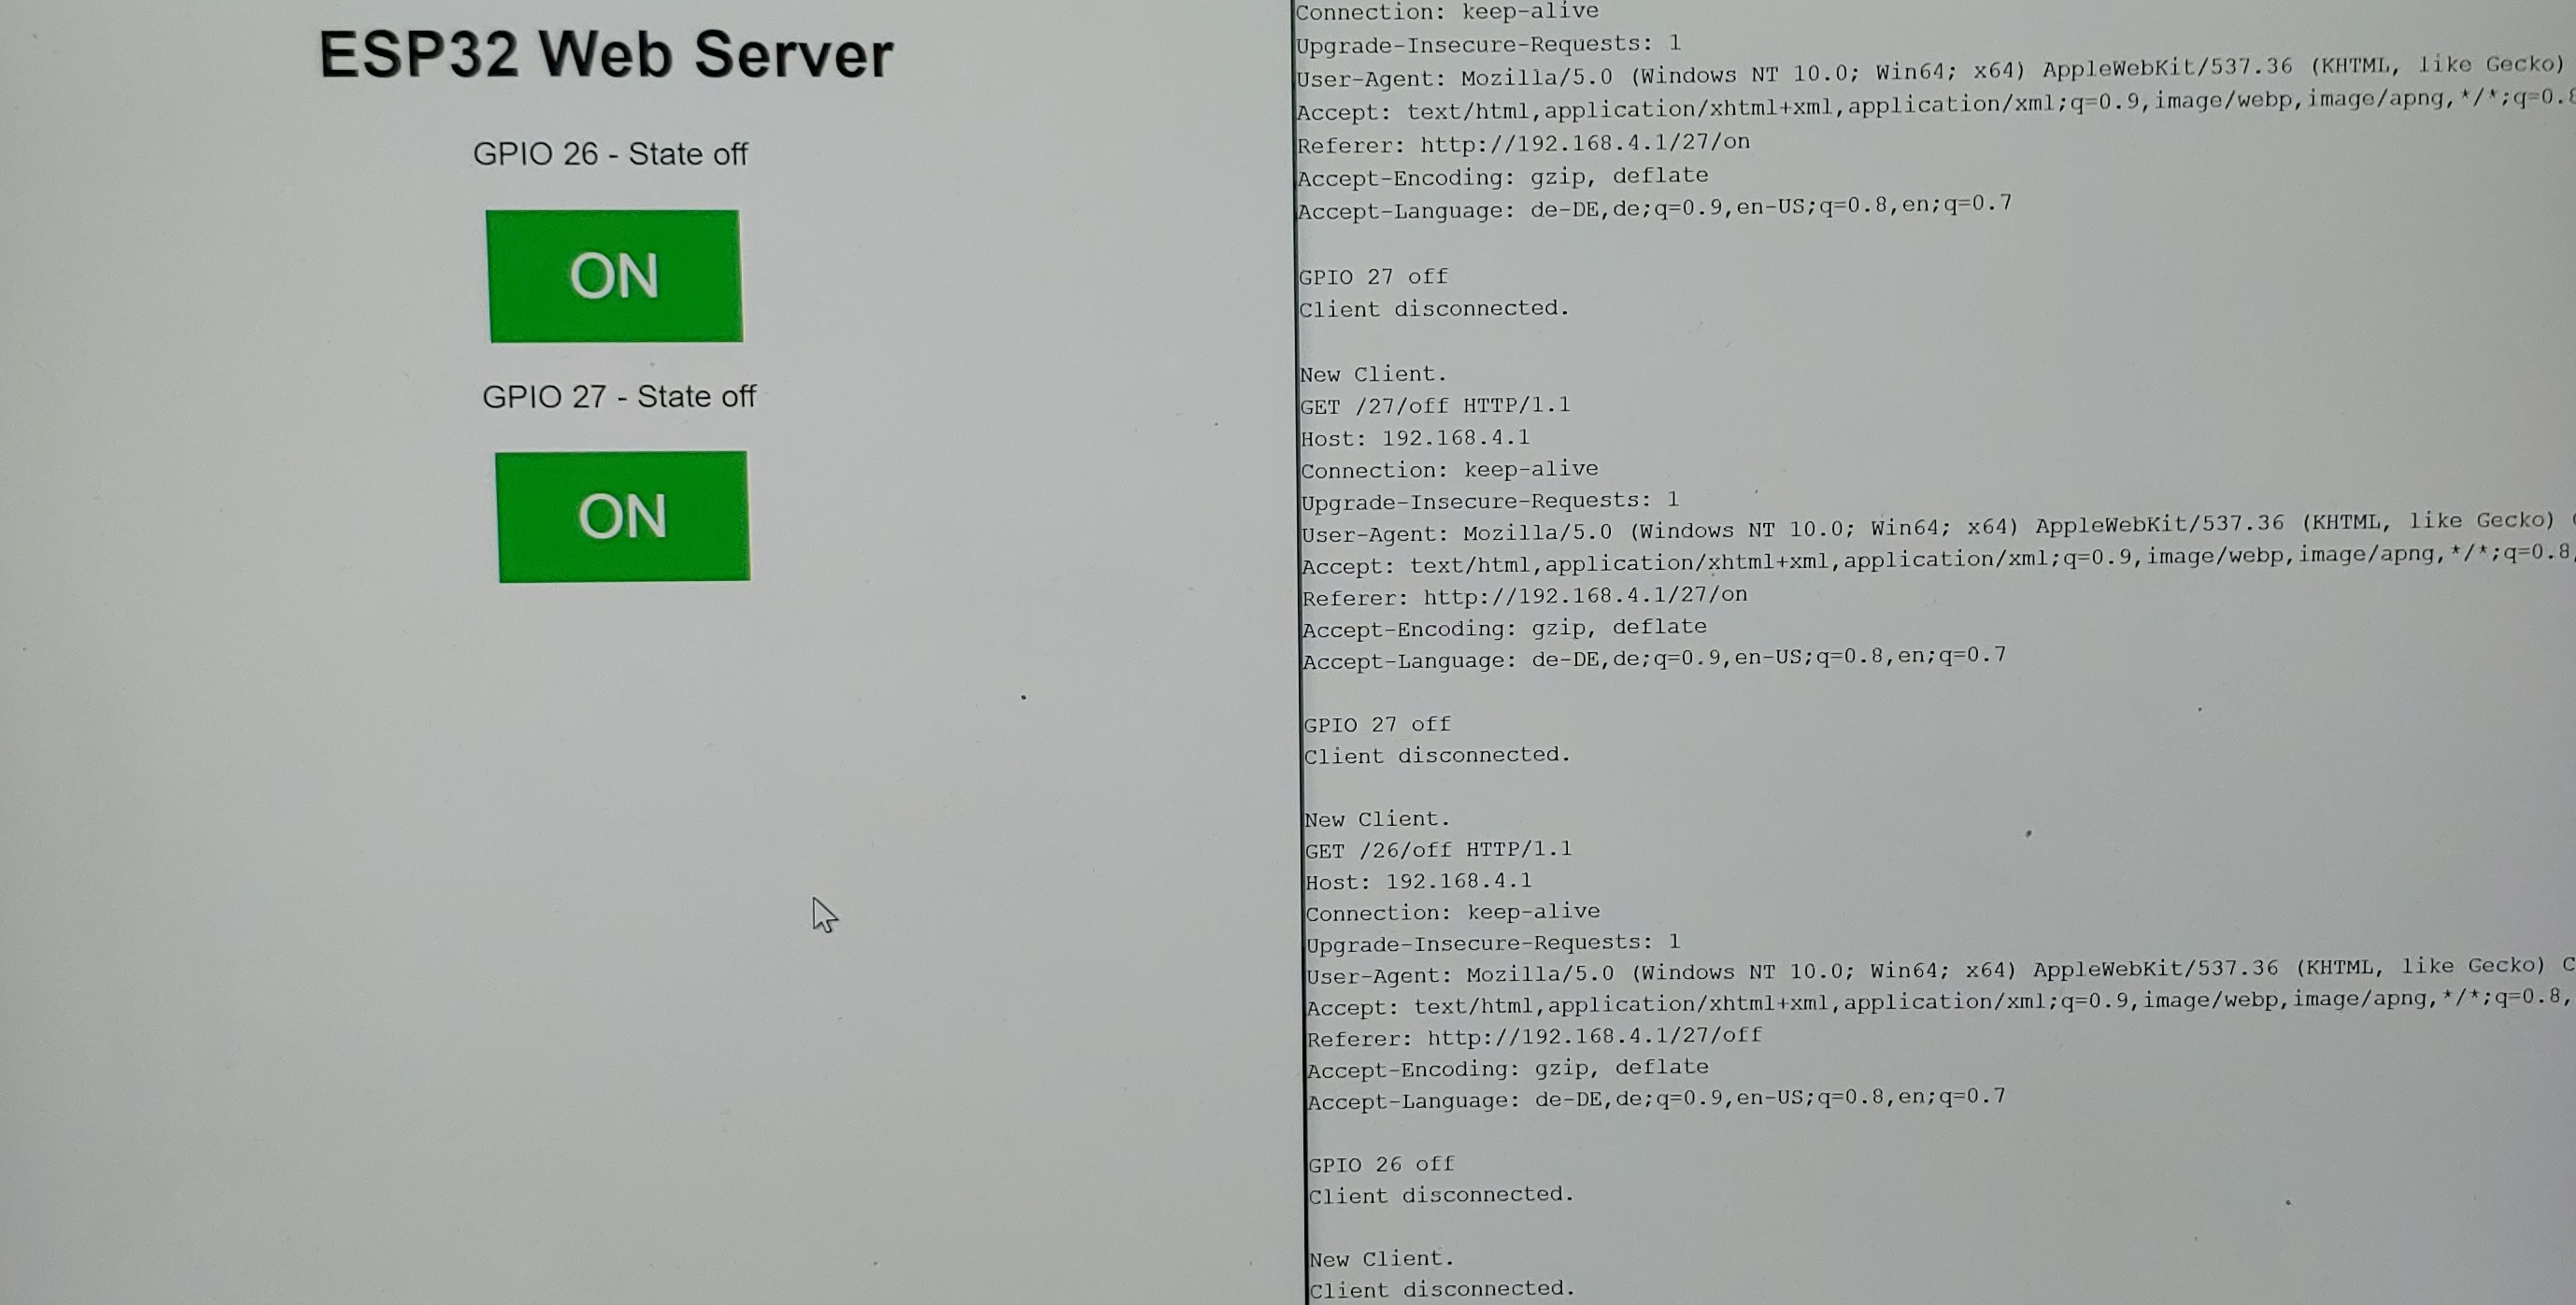 ESP32 Web Server
GPIO 26 - State off
ON
GPIO 27 - State off
ON
Connection: keep-alive
Upgrade-Insecure-Requests: 1
User-Agent: Mozilla/5.0 (Windows NT 10.0; Win64; x64) AppleWebKit/537.36 (KHTML, like Gecko)
Accept: text/html,application/xhtml+xml,application/xml;q=0.9,image/webp,image/apng,*/*;q=0.8
Referer: http://192.168.4.1/27/on
Accept-Encoding: gzip, deflate
Accept-Language: de-DE,de;q=0.9,en-US;q=0.8,en;q=0.7
GPIO 27 off
Client disconnected.
New Client.
GET /27/off HTTP/1.1
Host: 192.168.4.1
Connection: keep-alive
Upgrade-Insecure-Requests: 1
User-Agent: Mozilla/5.0 (Windows NT 10.0; Win64; x64) AppleWebKit/537.36 (KHTML, like Gecko)
Accept: text/html,application/xhtml+xml,application/xml;q=0.9,image/webp,image/apng,*/*;q=0.8,
Referer: http://192.168.4.1/27/on
Accept-Encoding: gzip, deflate
Accept-Language: de-DE,de;q=0.9,en-US;q=0.8,en;q=0.7
GPIO 27 off
Client disconnected.
New Client.
GET /26/off HTTP/1.1
Host: 192.168.4.1
Connection: keep-alive
Upgrade-Insecure-Requests: 1
User-Agent: Mozilla/5.0 (Windows NT 10.0; Win64; x64) AppleWebKit/537.36 (KHTML, like Gecko) C
Accept: text/html,application/xhtml+xml,application/xml;q=0.9,image/webp,image/apng,*/*;q=0.8,
Referer: http://192.168.4.1/27/off
Accept-Encoding: gzip, deflate
Accept-Language: de-DE,de;q=0.9,en-US;q=0.8,en;q=0.7
GPIO 26 off
Client disconnected.
New Client.
Client disconnected.